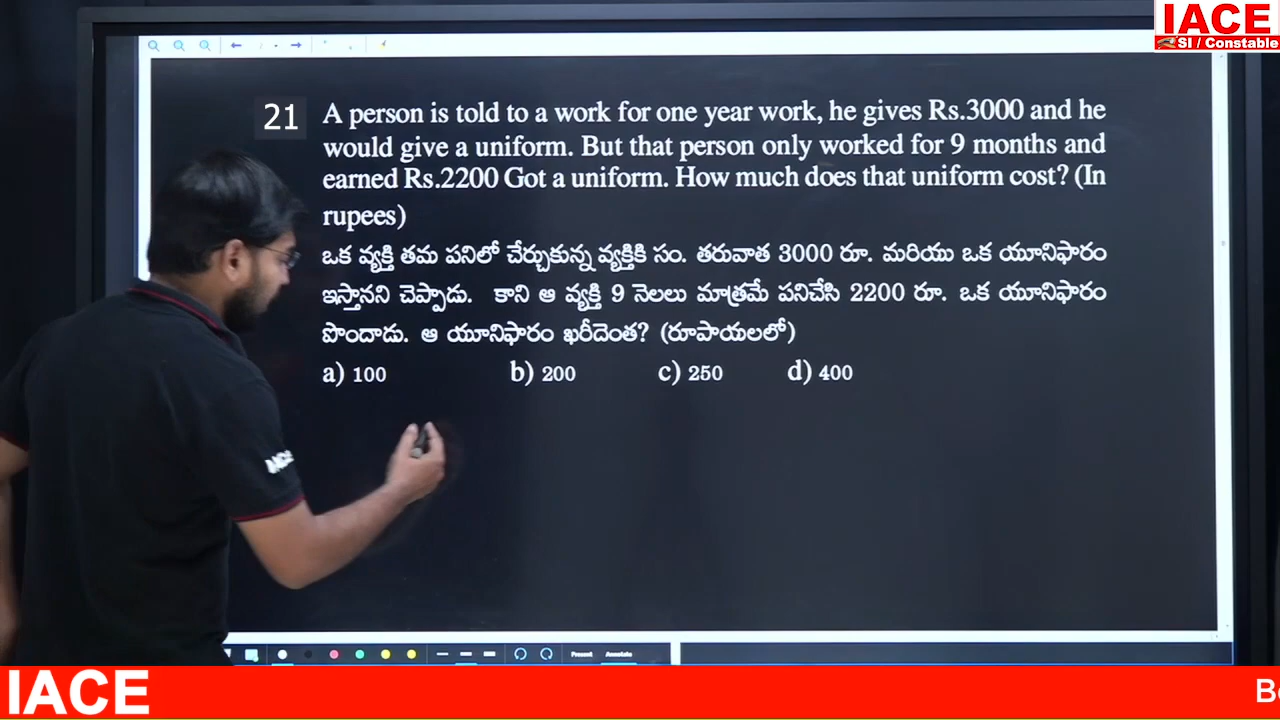 IACE
SI / Constable
21 A person is told to a work for one year work, he gives Rs.3000 and he
would give a uniform. But that person only worked for 9 months and
earned Rs.2200 Got a uniform. How much does that uniform cost? (In
rupees)
ఒక వ్యక్తి తమ పనిలో చేర్చుకున్న వ్యక్తికి సం. తరువాత 3000 రూ. మరియు ఒక యూనిఫారం
ఇస్తానని చెప్పాడు. కాని ఆ వ్యక్తి 9 నెలలు మాత్రమే పనిచేసి 2200 రూ. ఒక యూనిఫారం
పొందాడు. ఆ యూనిఫారం ఖరీదెంత? (రూపాయలలో)
a) 100 b) 200 c) 250 d) 400
IACE
Present Annotate
IACE